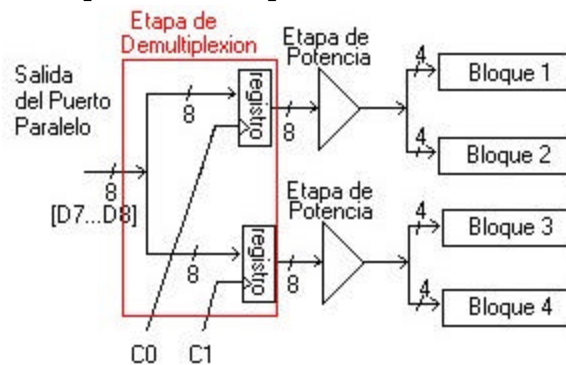 Etapa de
Demultiplexion
Etapa de
Potencia
Salida
del Puerto
Paralelo
8
registro
8
4
Bloque 1
4
Bloque 2
8
[D7...D8]
Etapa de
Potencia
8
registro
8
4
Bloque 3
4
Bloque 4
C0
C1